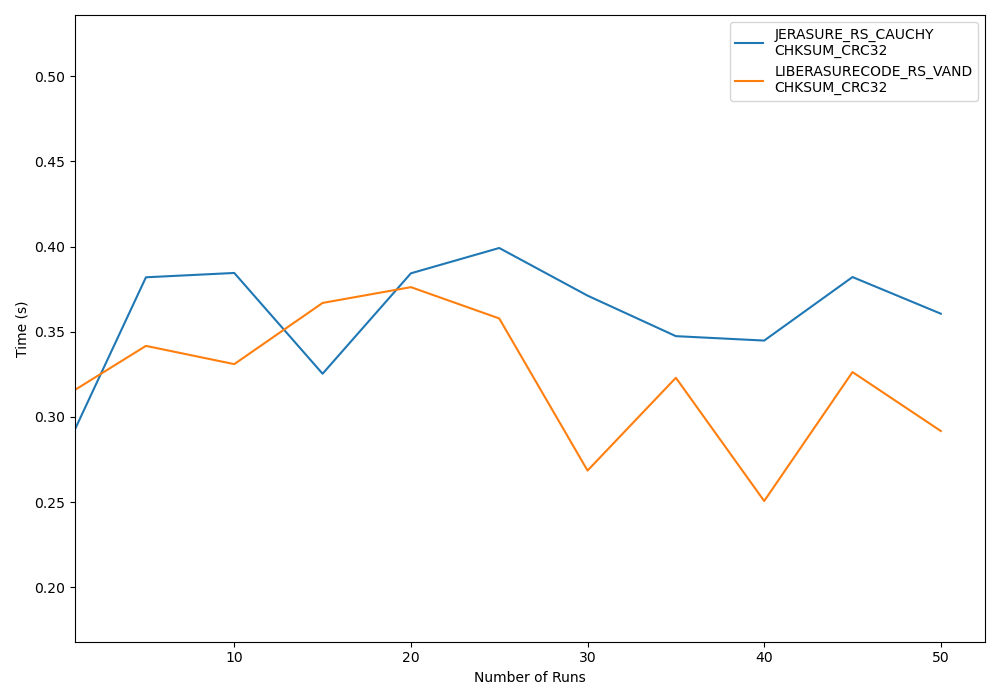 JERASURE_RS_CAUCHY
CHKSUM_CRC32
LIBERASURECODE_RS_VAND
CHKSUM_CRC32
0.50
0.45
0.40
0.35
0.30
0.25
0.20
Time (s)
10 20 30 40 50
Number of Runs